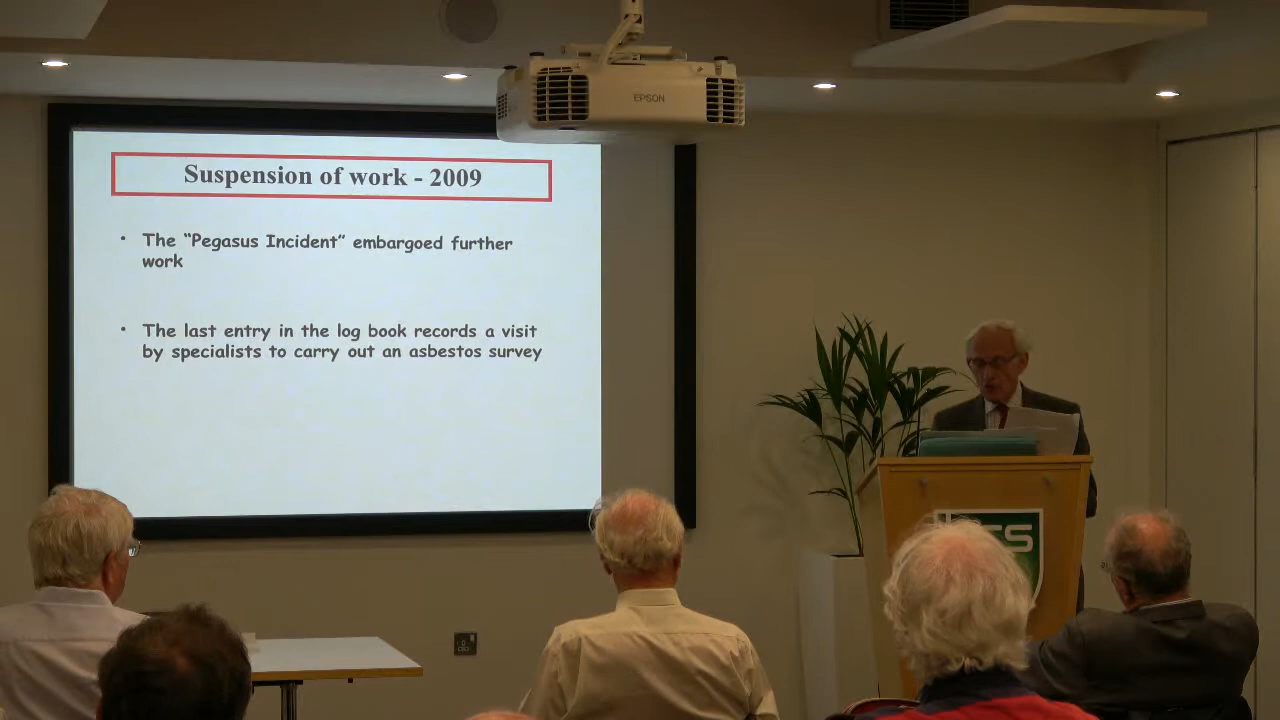 EPSON
Suspension of work - 2009
• The “Pegasus Incident” embargoed further
work
• The last entry in the log book records a visit
by specialists to carry out an asbestos survey